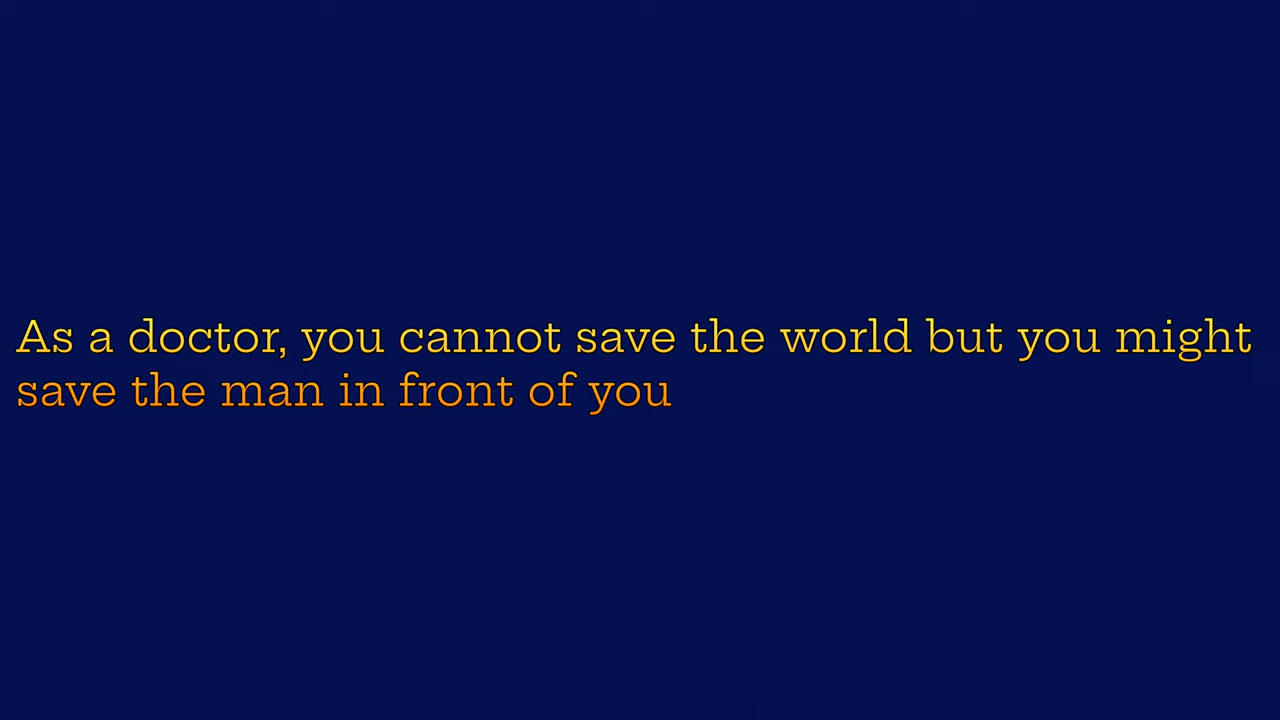 As a doctor, you cannot save the world but you might
save the man in front of you